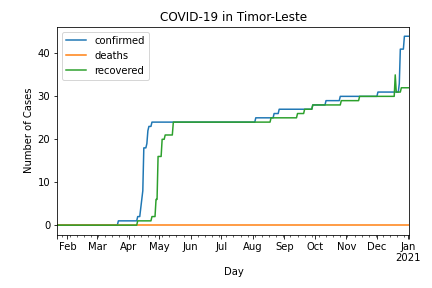 COVID-19 in Timor-Leste
confirmed
deaths
recovered
Number of Cases
40
30
20
10
0
Feb Mar Apr May Jun Jul Aug Sep Oct Nov Dec Jan
2021
Day